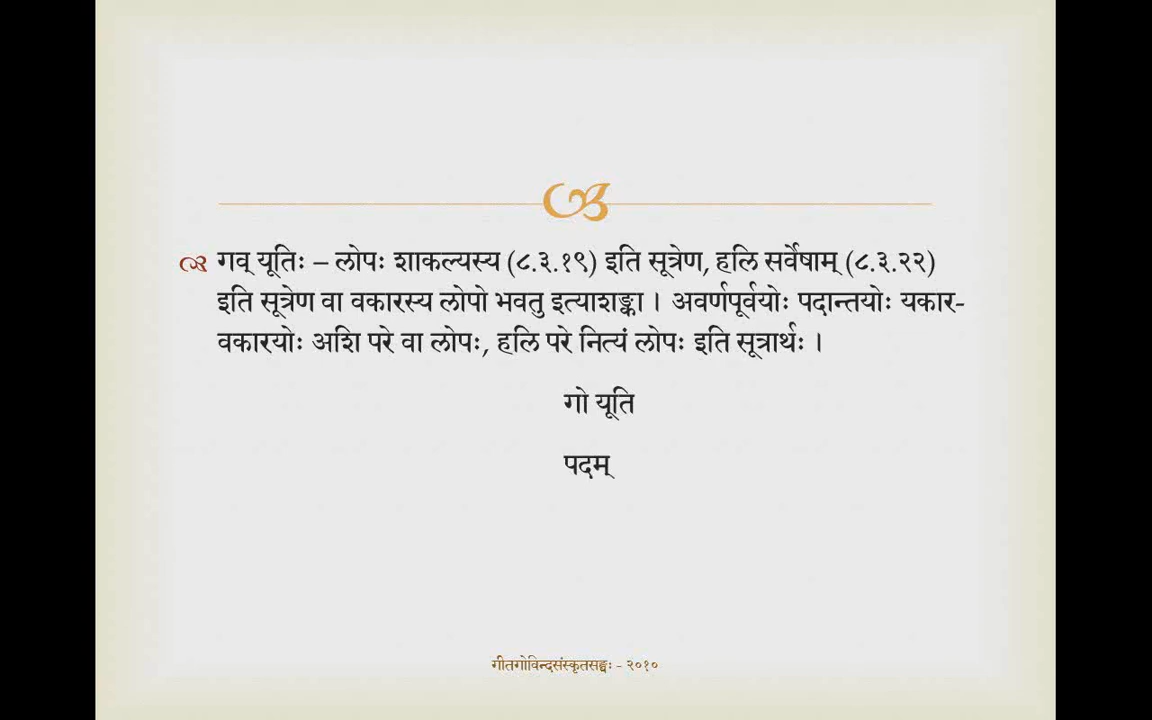 गव् यूतिः – लोपः शाकल्यस्य (८.३.१९) इति सूत्रेण, हलि सर्वेषाम् (८.३.२२)
इति सूत्रेण वा वकारस्य लोपो भवतु इत्याशङ्का । अवर्णपूर्वयोः पदान्तयोः यकार-
वकारयोः अशि परे वा लोपः, हलि परे नित्यं लोपः इति सूत्रार्थः ।
गो यूति
पदम्
गीतगोविन्दसंस्कृतसङ्घः - २०१०